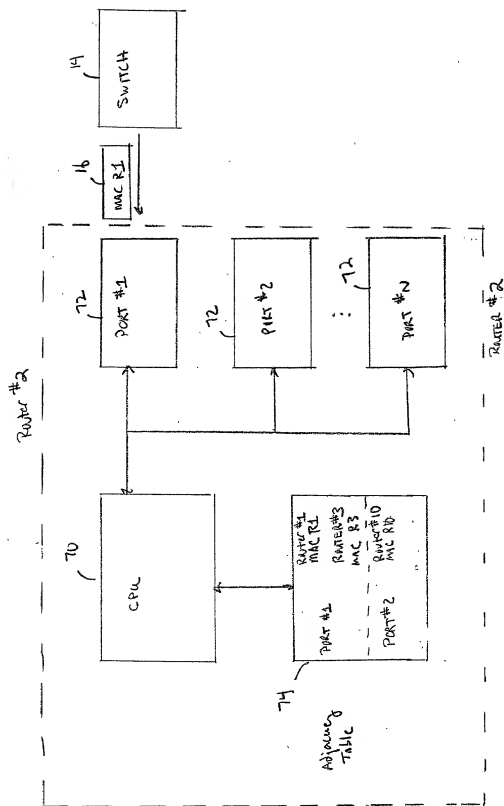 Router #2
70
CPU
72
PORT #1
16
MAC R1
14
SWITCH
72
PORT #2
72
PORT #N
74
Adjacency
Table
PORT #1
Router #1
MAC R1
ROUTER #3
MAC R3
PORT #2
Router #10
MAC R10
ROUTER #2